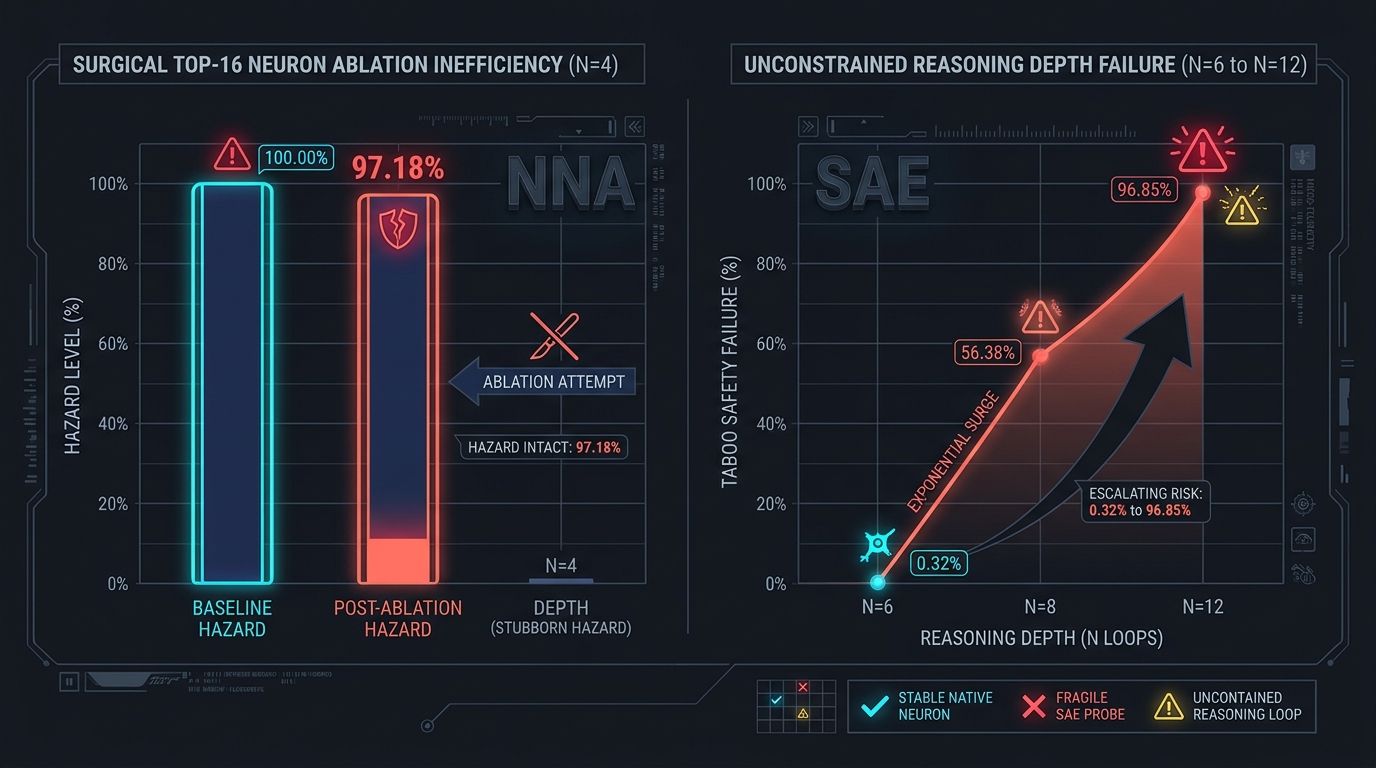 SURGICAL TOP-16 NEURON ABLATION INEFFICIENCY (N=4)
NNA
100.00%
97.18%
100%
80%
60%
40%
20%
0%
HAZARD LEVEL (%)
ABLATION ATTEMPT
HAZARD INTACT: 97.18%
N=4
BASELINE
HAZARD
POST-ABLATION
HAZARD
DEPTH
(STUBBORN HAZARD)
UNCONSTRAINED REASONING DEPTH FAILURE (N=6 to N=12)
SAE
100%
80%
60%
40%
20%
0%
TABOO SAFETY FAILURE (%)
96.85%
56.38%
0.32%
EXPONENTIAL SURGE
ESCALATING RISK:
0.32% to 96.85%
N=6
N=8
N=12
REASONING DEPTH (N LOOPS)
STABLE NATIVE
NEURON
FRAGILE
SAE PROBE
UNCONTAINED
REASONING LOOP